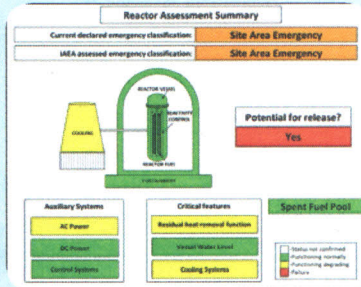 Reactor Assessment Summary
Current declared emergency classification: Site Area Emergency
IAEA assessed emergency classification: Site Area Emergency
REACTOR VESSEL
REACTIVITY
CONTROL
COOLING
REACTOR FUEL
CONTAINMENT
Potential for release?
Yes
Auxiliary Systems
AC Power
DC Power
Control Systems
Critical features
Residual heat removal function
Vessel Water Level
Cooling Systems
Spent Fuel Pool
-Status not confirmed
-Functioning normally
-Functioning degrading
-Failure